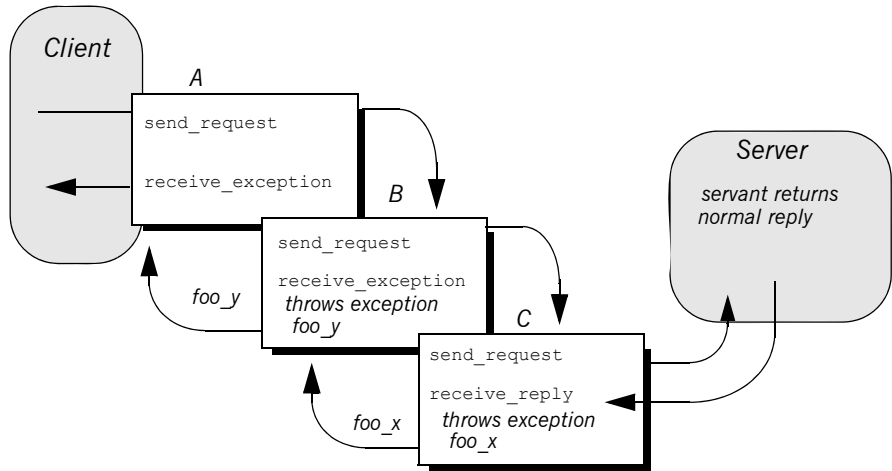 Client
A
send_request
receive_exception
B
send_request
receive_exception
throws exception
foo_y
foo_y
C
send_request
receive_reply
throws exception
foo_x
foo_x
Server
servant returns
normal reply